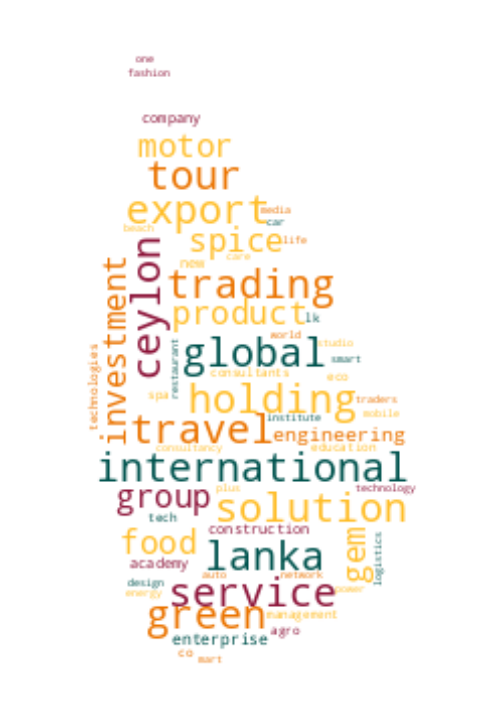 one
fashion
company
motor
tour
export
media
car
beach
spice
life
care
new
ceylon
investment
trading
product
lk
world
global
studio
smart
technologies
restaurant
consultants
eco
spa
holding
traders
institute
mobile
travel
engineering
consultancy
education
international
group
plus
technology
solution
tech
construction
food
lanka
gem
logistics
academy
auto
network
design
energy
service
power
green
management
agro
enterprise
co
mart